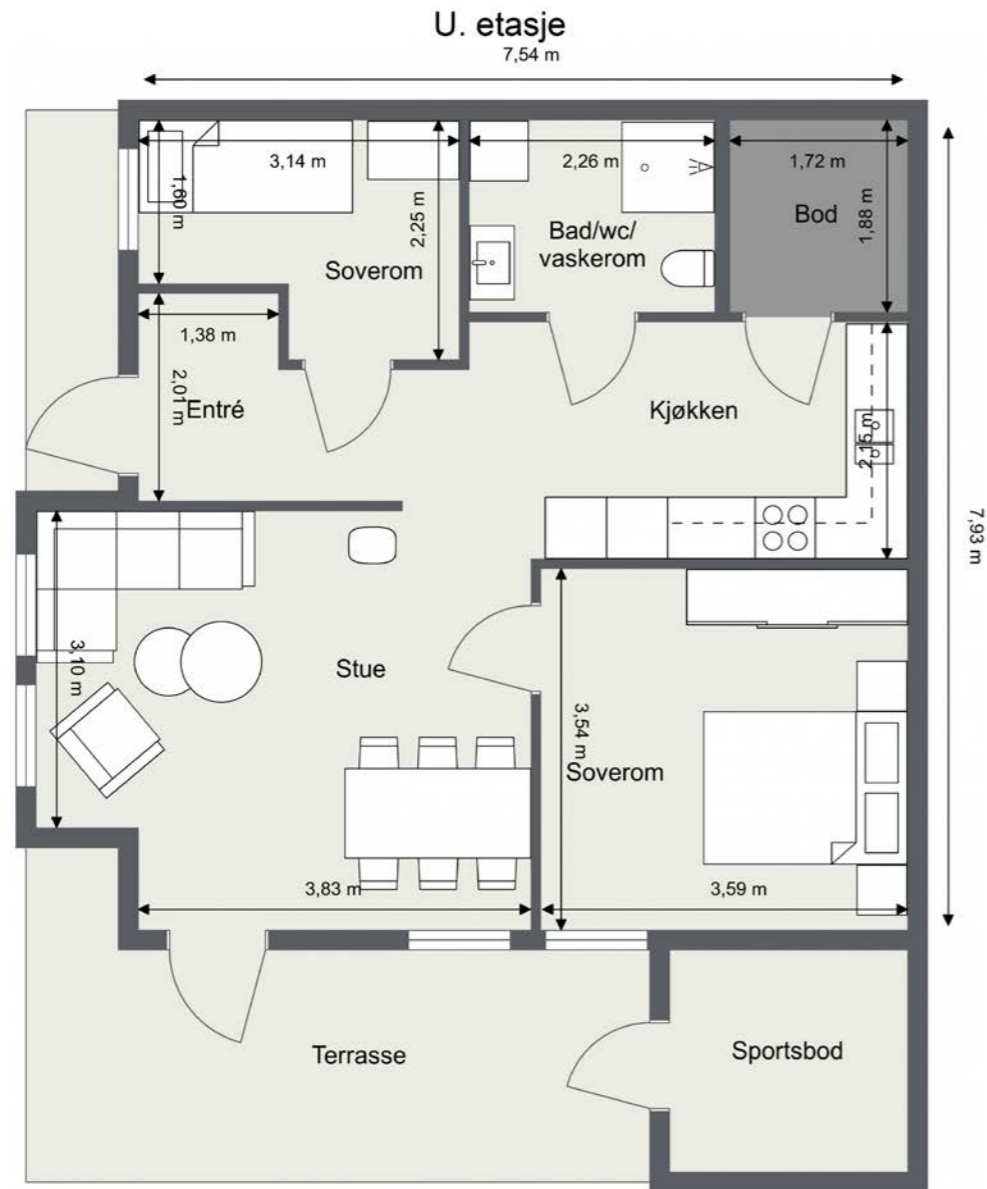 U. etasje
7,54 m
3,14 m
2,26 m
1,72 m
1,60 m
2,25 m
1,88 m
Bod
Bad/wc/
vaskerom
Soverom
1,38 m
2,01 m
Entré
Kjøkken
2,15 m
7,93 m
3,10 m
Stue
3,54 m
Soverom
3,83 m
3,59 m
Terrasse
Sportsbod